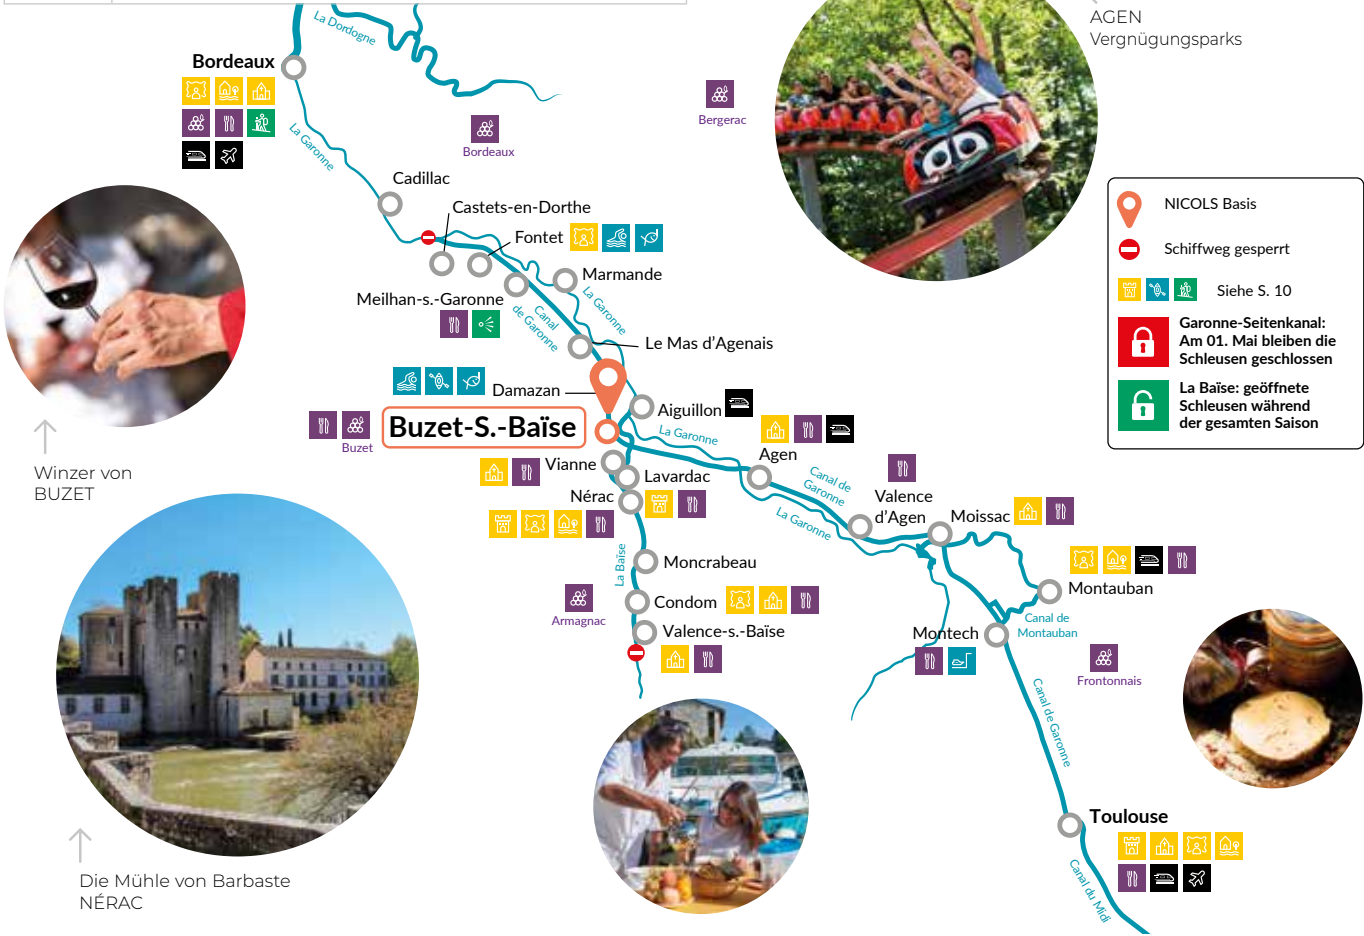 La Dordogne
AGEN
Vergnügungsparks
Bordeaux
La Garonne
Bordeaux
Bergerac
Cadillac
Castets-en-Dorthe
Fontet
Marmande
Meilhan-s.-Garonne
Canal
de Garonne
La Garonne
Le Mas d'Agenais
NICOLS Basis
Schiffweg gesperrt
Siehe S. 10
Garonne-Seitenkanal:
Am 01. Mai bleiben die
Schleusen geschlossen
La Baïse: geöffnete
Schleusen während
der gesamten Saison
Damazan
Aiguillon
Buzet-S.-Baïse
Buzet
La Garonne
Agen
Winzer von
BUZET
Vianne
Lavardac
Nérac
Canal de
Garonne
La Garonne
Valence
d'Agen
Moissac
La Baïse
Moncrabeau
Montauban
Armagnac
Condom
Valence-s.-Baïse
Canal de
Montauban
Montech
Frontonnais
Canal de Garonne
Toulouse
Canal du Midi
Die Mühle von Barbaste
NÉRAC